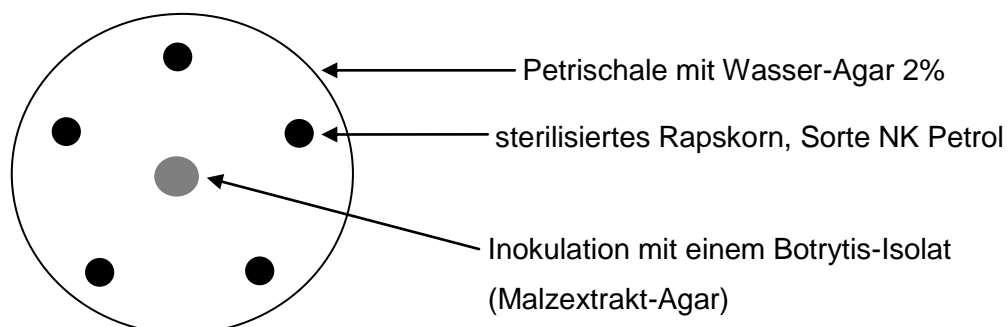 Petrischale mit Wasser-Agar 2%
sterilisiertes Rapskorn, Sorte NK Petrol
Inokulation mit einem Botrytis-Isolat
(Malzextrakt-Agar)